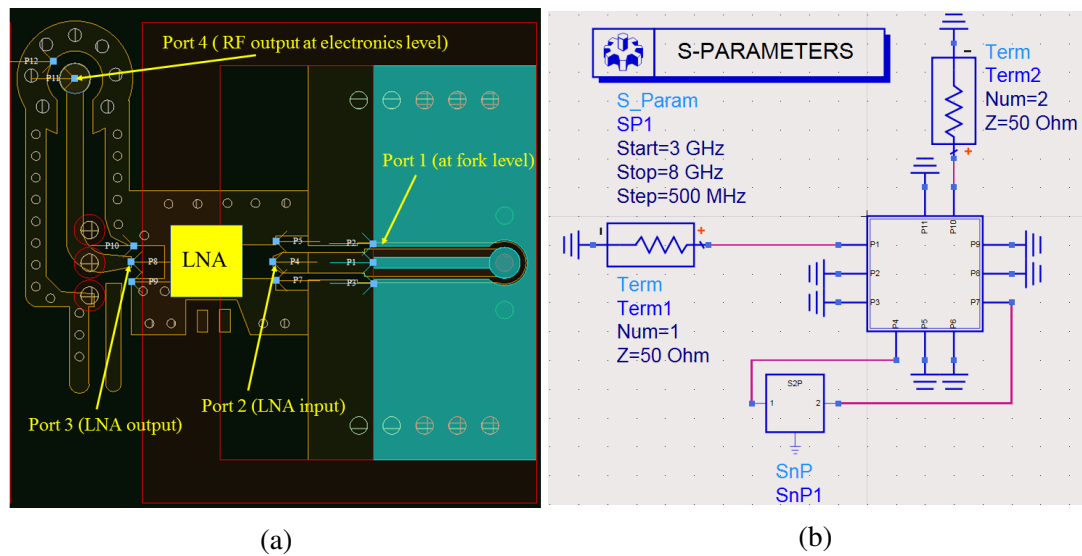 Port 4 ( RF output at electronics level)
P12
P11
Port 1 (at fork level)
P5
P2
P10
LNA
P8
P4
P1
P9
P7
P3
Port 2 (LNA input)
Port 3 (LNA output)
(a)
S-PARAMETERS
S_Param
SP1
Start=3 GHz
Stop=8 GHz
Step=500 MHz
-
Term
Term2
Num=2
Z=50 Ohm
+
P11
P10
-
+
P1
P9
P2
P8
P3
P7
P4
P5
P6
Term
Term1
Num=1
Z=50 Ohm
S2P
1
2
SnP
SnP1
(b)